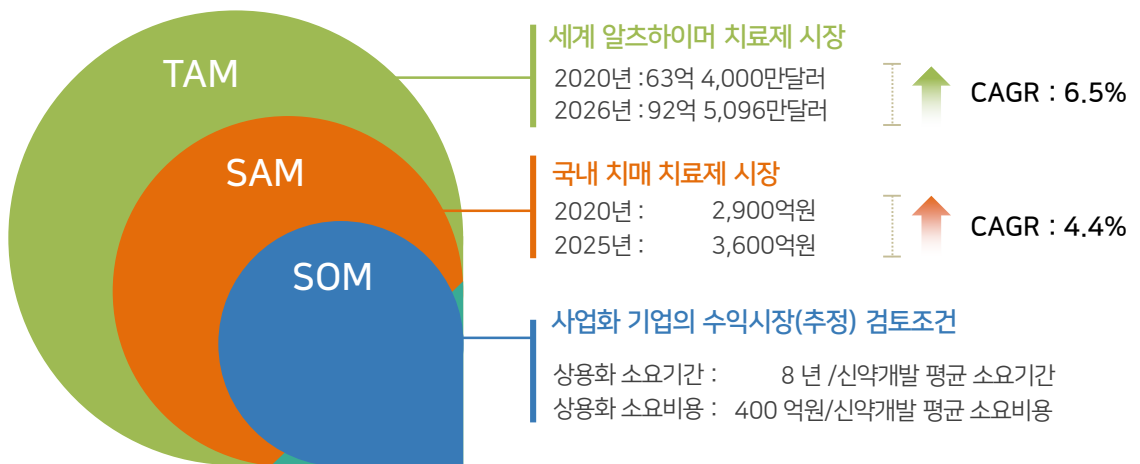 TAM
SAM
SOM
세계 알츠하이머 치료제 시장
2020년 :63억 4,000만달러
2026년 : 92억 5,096만달러
CAGR : 6.5%
국내 치매 치료제 시장
2020년 : 2,900억원
2025년 : 3,600억원
CAGR : 4.4%
사업화 기업의 수익시장(추정) 검토조건
상용화 소요기간 : 8 년 /신약개발 평균 소요기간
상용화 소요비용 : 400 억원/신약개발 평균 소요비용